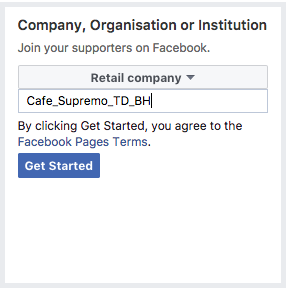 Company, Organisation or Institution
Join your supporters on Facebook.
Retail company
Cafe_Supremo_TD_BH
By clicking Get Started, you agree to the
Facebook Pages Terms.
Get Started